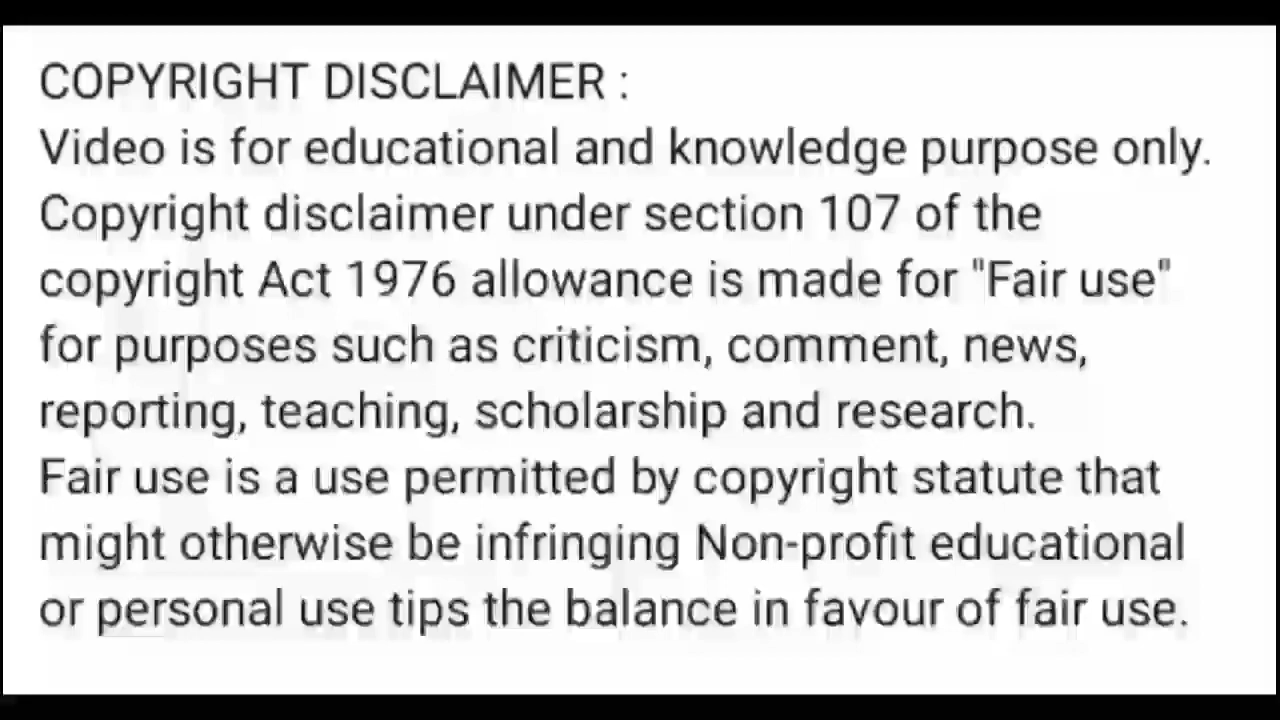 COPYRIGHT DISCLAIMER :
Video is for educational and knowledge purpose only.
Copyright disclaimer under section 107 of the
copyright Act 1976 allowance is made for "Fair use"
for purposes such as criticism, comment, news,
reporting, teaching, scholarship and research.
Fair use is a use permitted by copyright statute that
might otherwise be infringing Non-profit educational
or personal use tips the balance in favour of fair use.